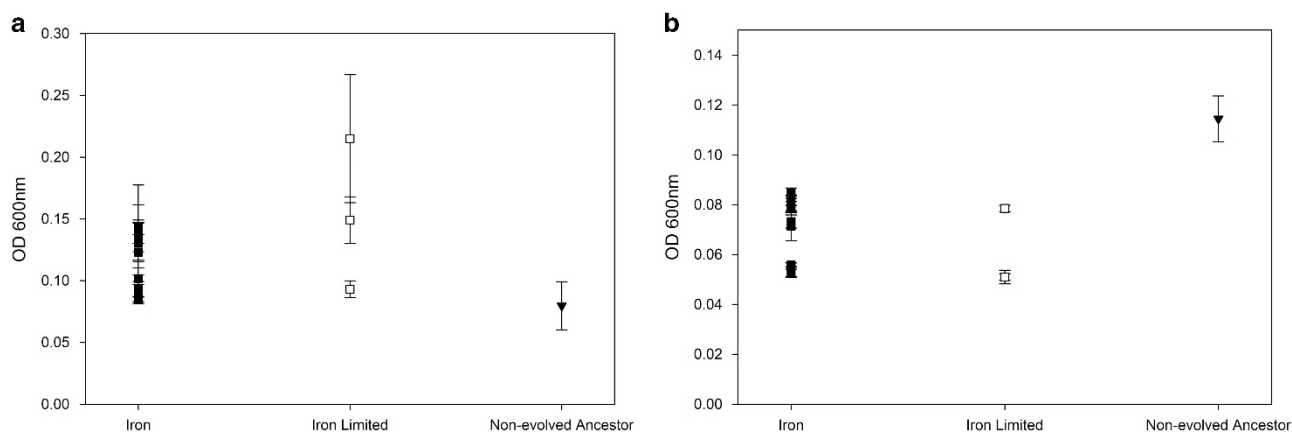 a
0.30
0.25
0.20
0.15
0.10
0.05
0.00
OD 600nm
Iron Iron Limited Non-evolved Ancestor
b
0.14
0.12
0.10
0.08
0.06
0.04
0.02
0.00
OD 600nm
Iron Iron Limited Non-evolved Ancestor